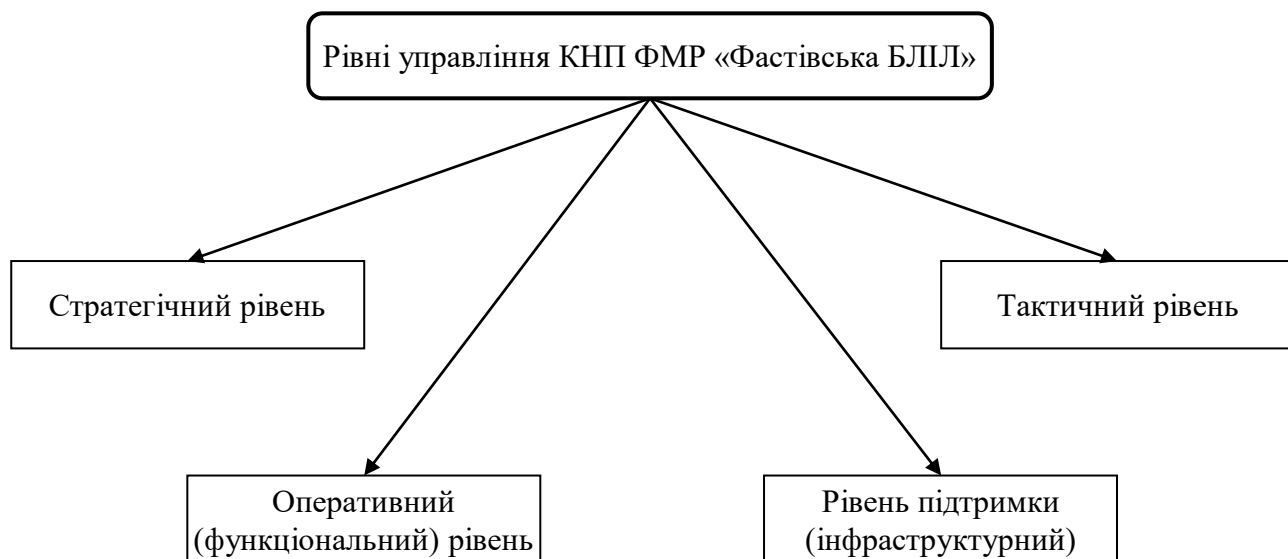 Рівні управління КНП ФМР «Фастівська БЛІЛ»
Стратегічний рівень
Тактичний рівень
Оперативний
(функціональний) рівень
Рівень підтримки
(інфраструктурний)